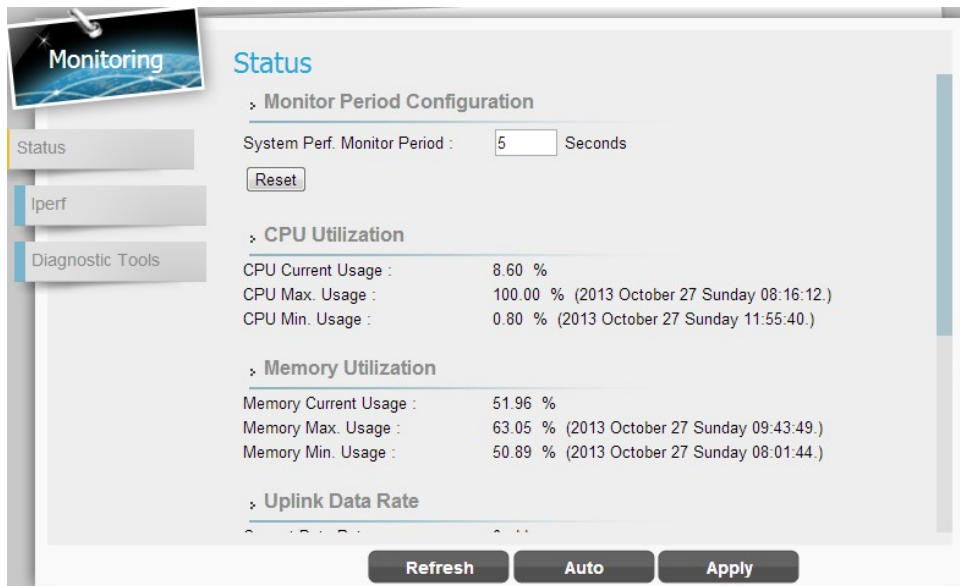 Monitoring
Status
Iperf
Diagnostic Tools
Status
Monitor Period Configuration
System Perf. Monitor Period : 5 Seconds
Reset
CPU Utilization
CPU Current Usage : 8.60 %
CPU Max. Usage : 100.00 % (2013 October 27 Sunday 08:16:12.)
CPU Min. Usage : 0.80 % (2013 October 27 Sunday 11:55:40.)
Memory Utilization
Memory Current Usage : 51.96 %
Memory Max. Usage : 63.05 % (2013 October 27 Sunday 09:43:49.)
Memory Min. Usage : 50.89 % (2013 October 27 Sunday 08:01:44.)
Uplink Data Rate
Refresh Auto Apply